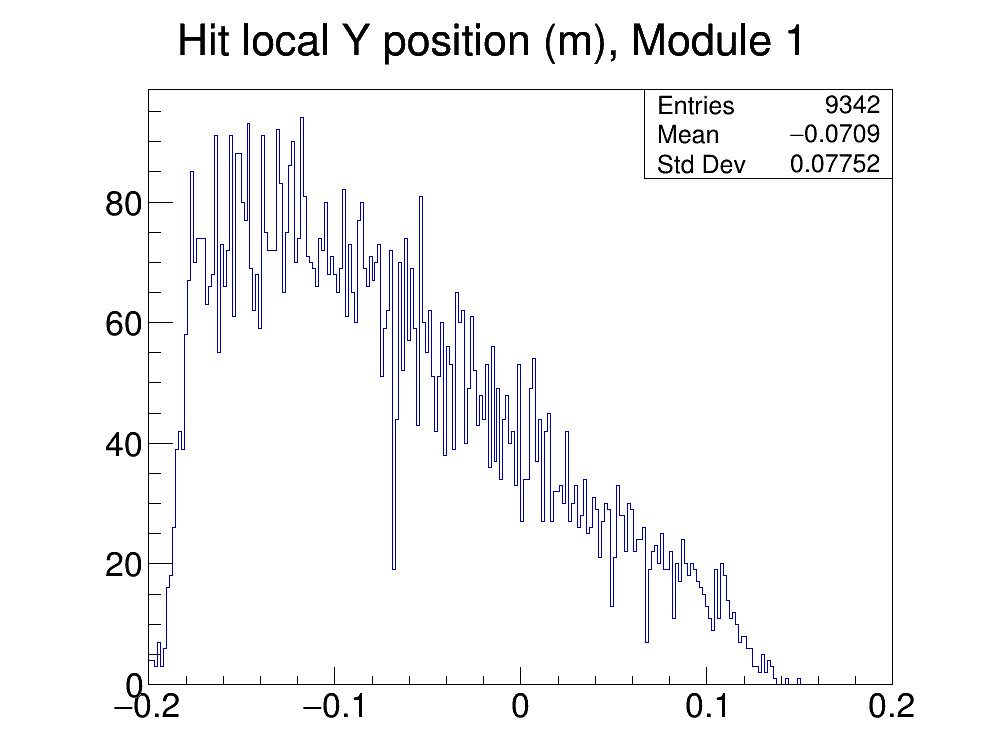 Hit local Y position (m), Module 1
Entries 9342
Mean −0.0709
Std Dev 0.07752
80
60
40
20
0
−0.2 −0.1 0 0.1 0.2